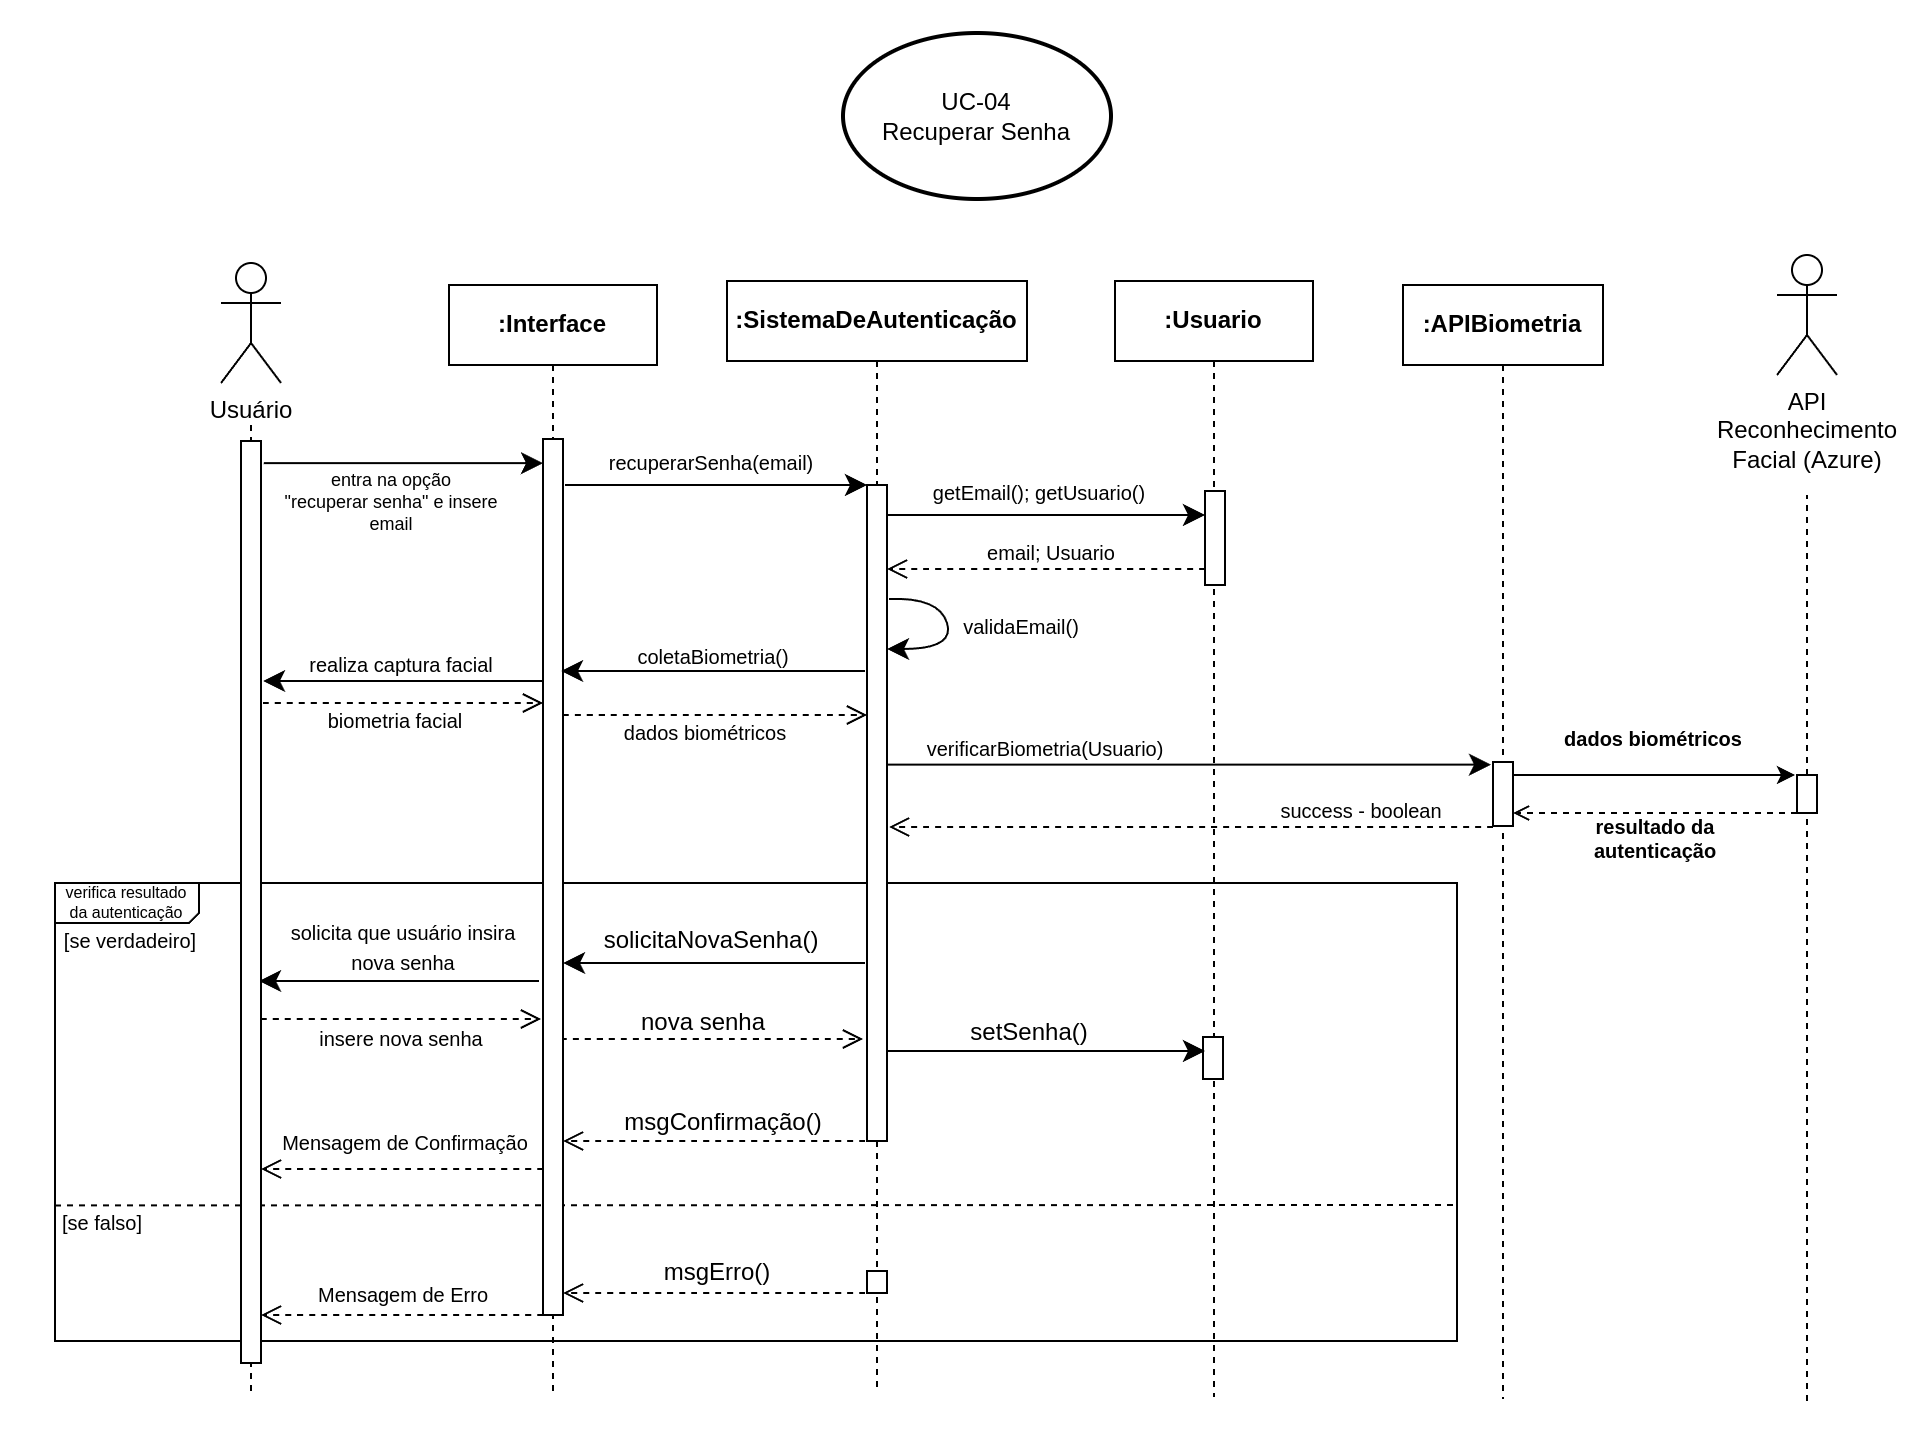 UC-04
Recuperar Senha
:Interface
:SistemaDeAutenticação
:Usuario
:APIBiometria
Usuário
API
Reconhecimento
Facial (Azure)
entra na opção
"recuperar senha" e insere
email
recuperarSenha(email)
getEmail(); getUsuario()
email; Usuario
validaEmail()
coletaBiometria()
realiza captura facial
biometria facial
dados biométricos
verificarBiometria(Usuario)
dados biométricos
success - boolean
resultado da
autenticação
verifica resultado
da autenticação
[se verdadeiro]
solicita que usuário insira
nova senha
solicitaNovaSenha()
insere nova senha
nova senha
setSenha()
msgConfirmação()
Mensagem de Confirmação
[se falso]
msgErro()
Mensagem de Erro